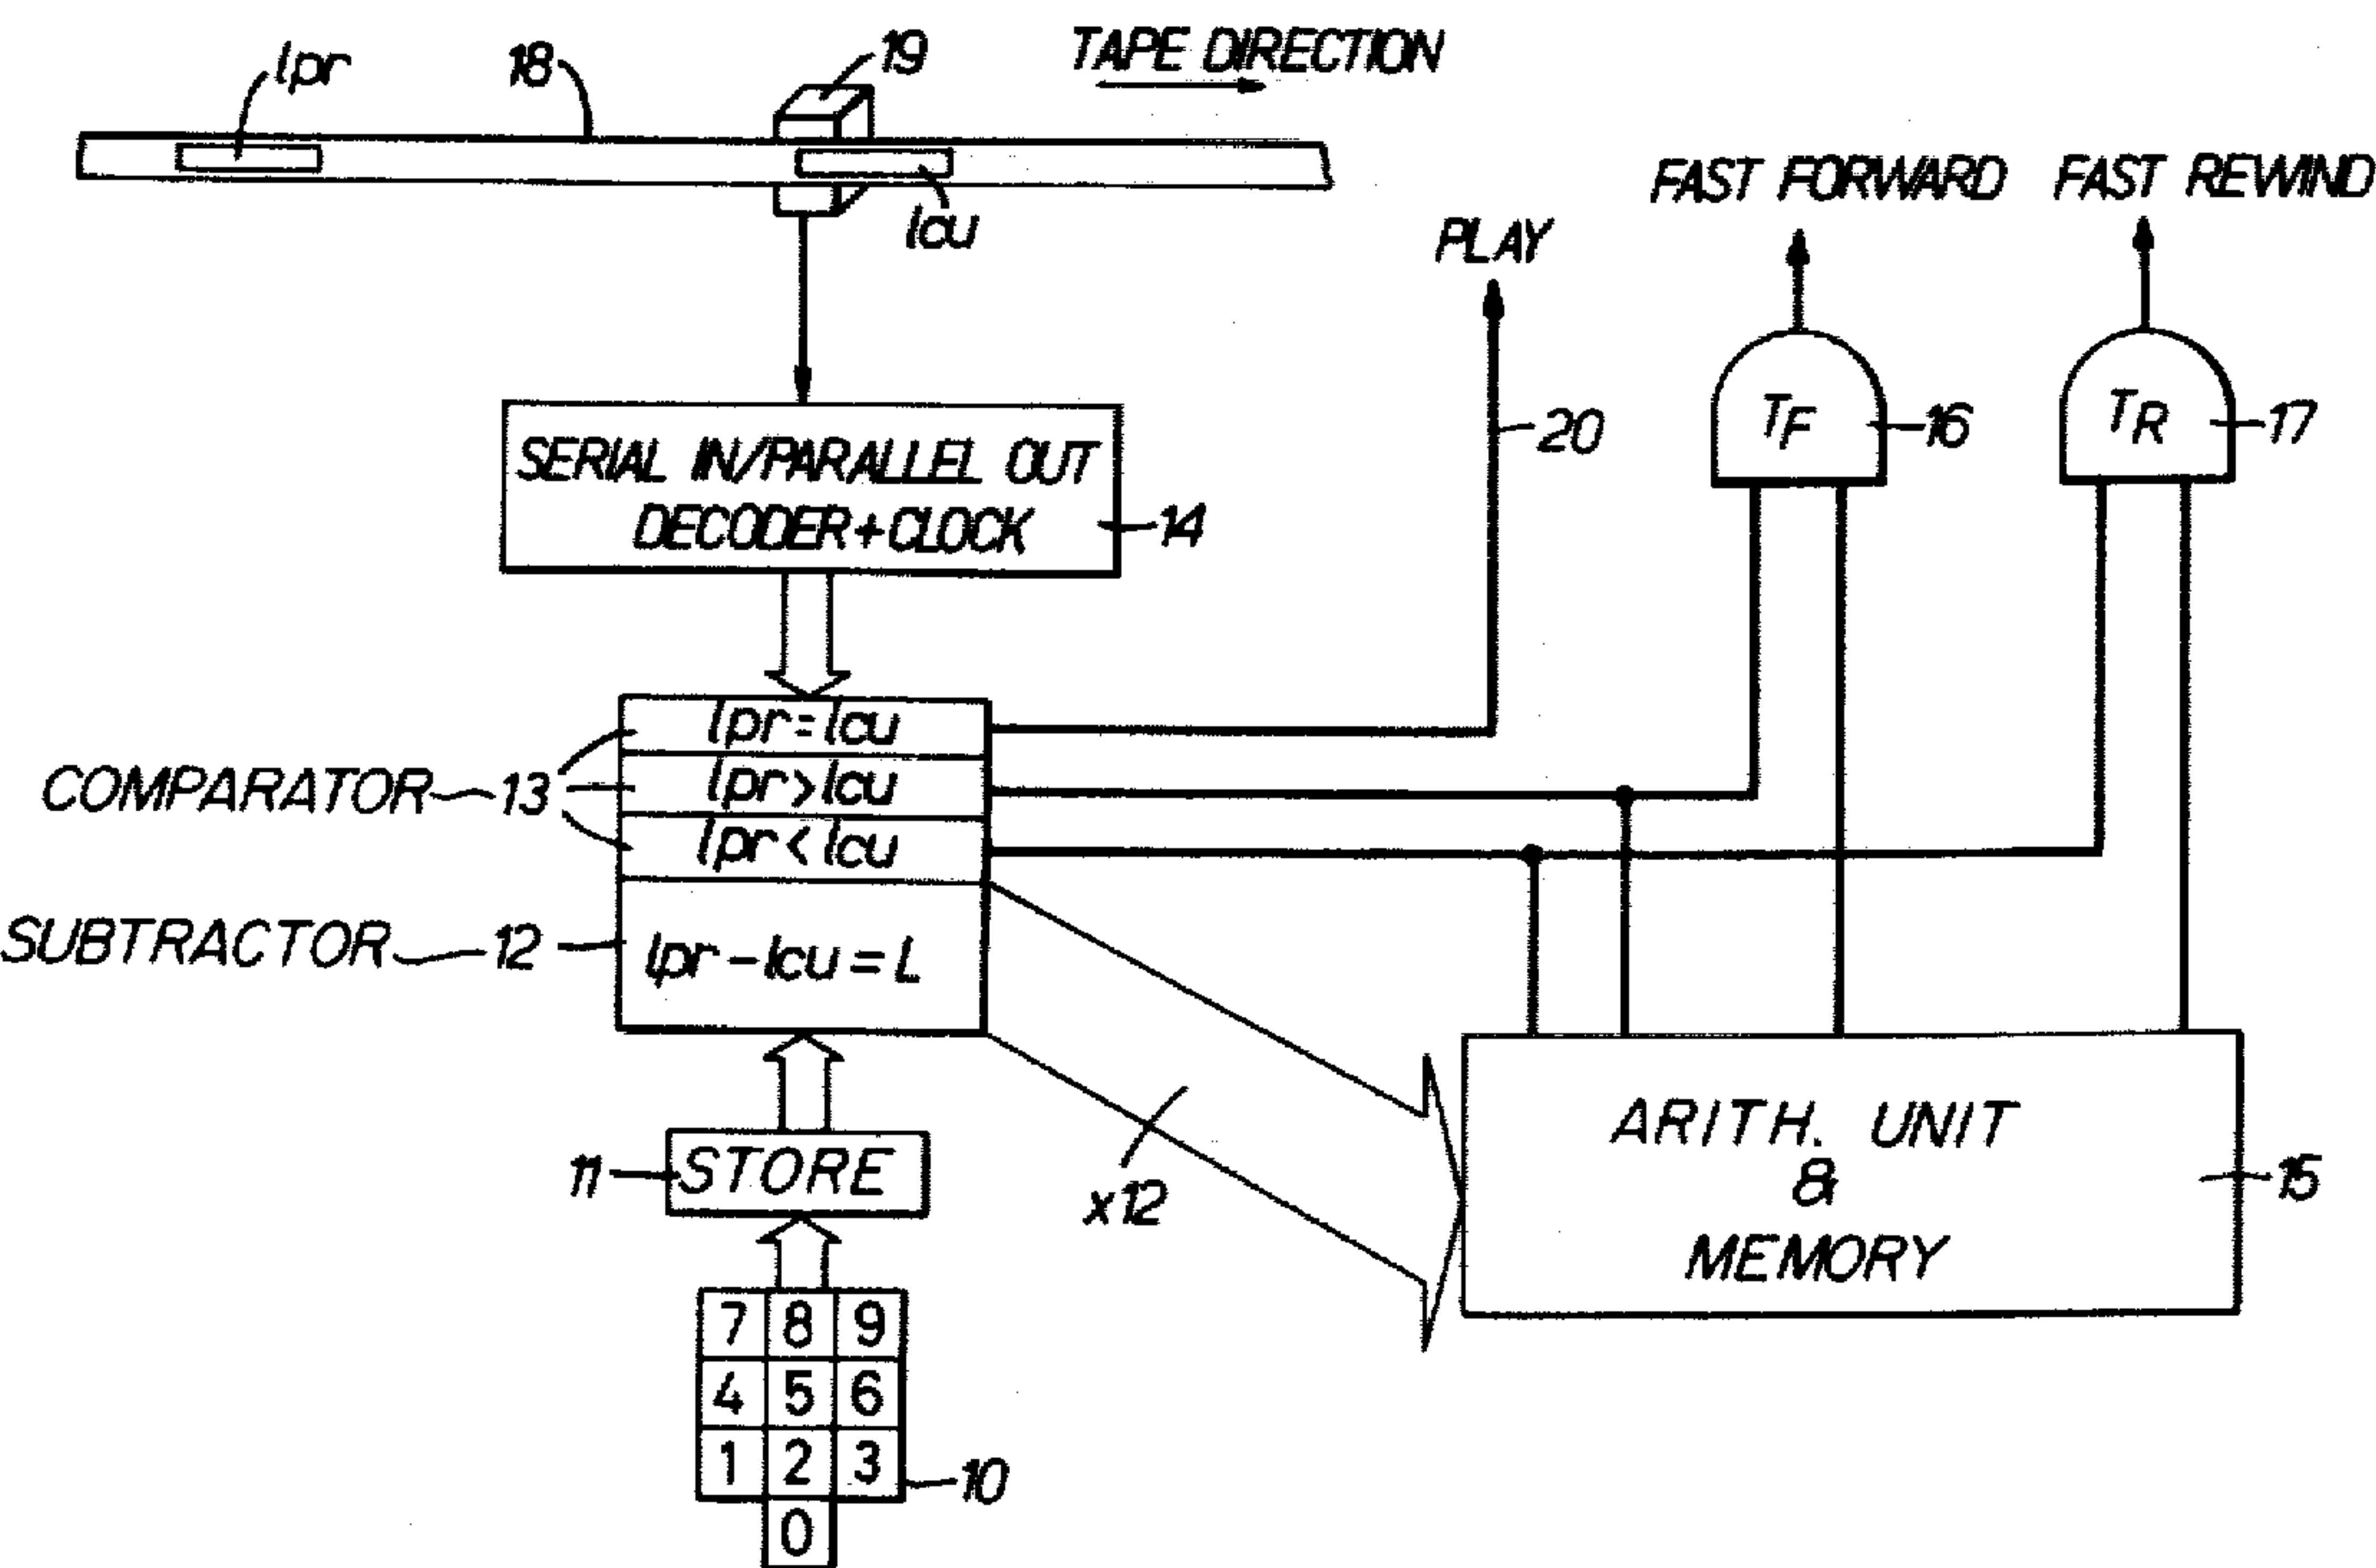 lpr
18
19
TAPE DIRECTION
lcu
PLAY
FAST FORWARD
FAST REWIND
TF
16
TR
17
20
SERIAL IN/PARALLEL OUT
DECODER+CLOCK
14
lpr=lcu
lpr>lcu
lpr<lcu
COMPARATOR 13
SUBTRACTOR 12
lpr-lcu=L
11
STORE
x12
ARITH. UNIT
&
MEMORY
15
7 8 9
4 5 6
1 2 3
0
10